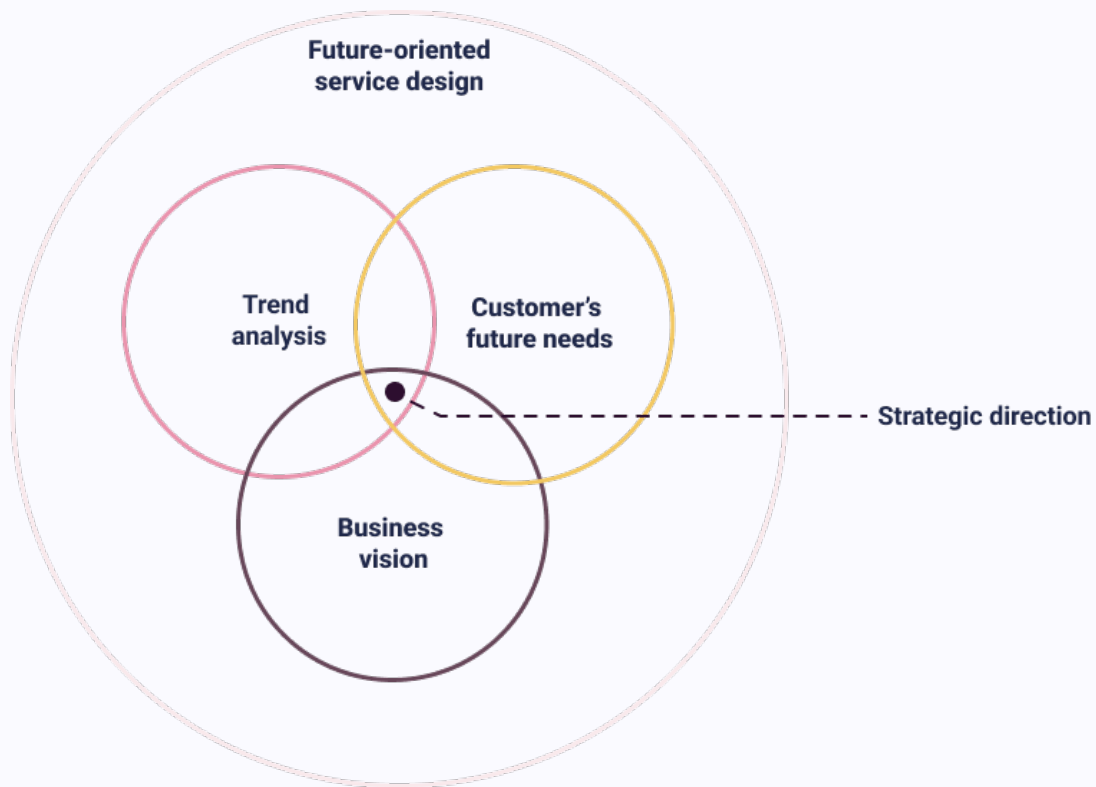 Future-oriented
service design
Trend
analysis
Customer’s
future needs
Strategic direction
Business
vision